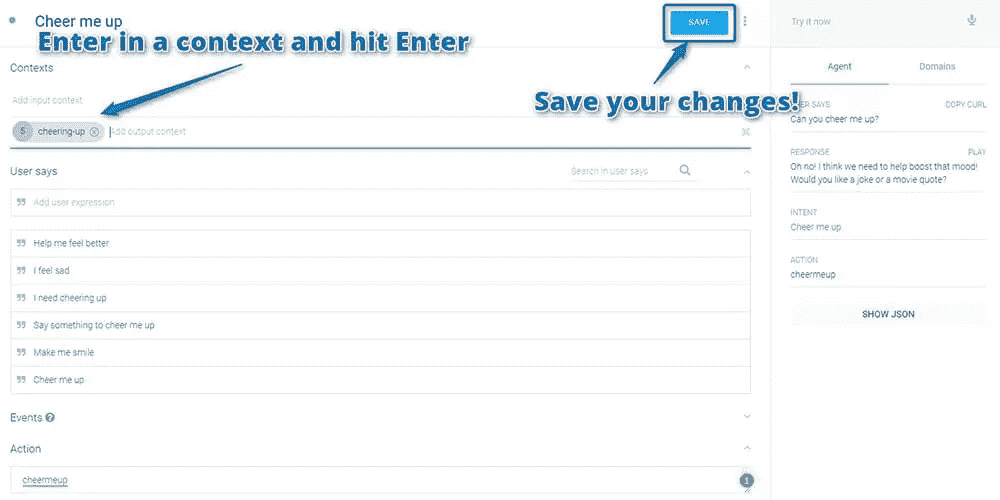 Cheer me up
SAVE
Try it now
Enter in a context and hit Enter
Contexts
Agent
Domains
Add input context
Save your changes!
USER SAYS
COPY CURL
Can you cheer me up?
5
cheering-up
Add output context
RESPONSE
PLAY
Oh no! I think we need to help boost that mood!
Would you like a joke or a movie quote?
User says
Search in user says
Add user expression
INTENT
Cheer me up
Help me feel better
I feel sad
ACTION
cheermeup
I need cheering up
SHOW JSON
Say something to cheer me up
Make me smile
Cheer me up
Events
Action
cheermeup
1